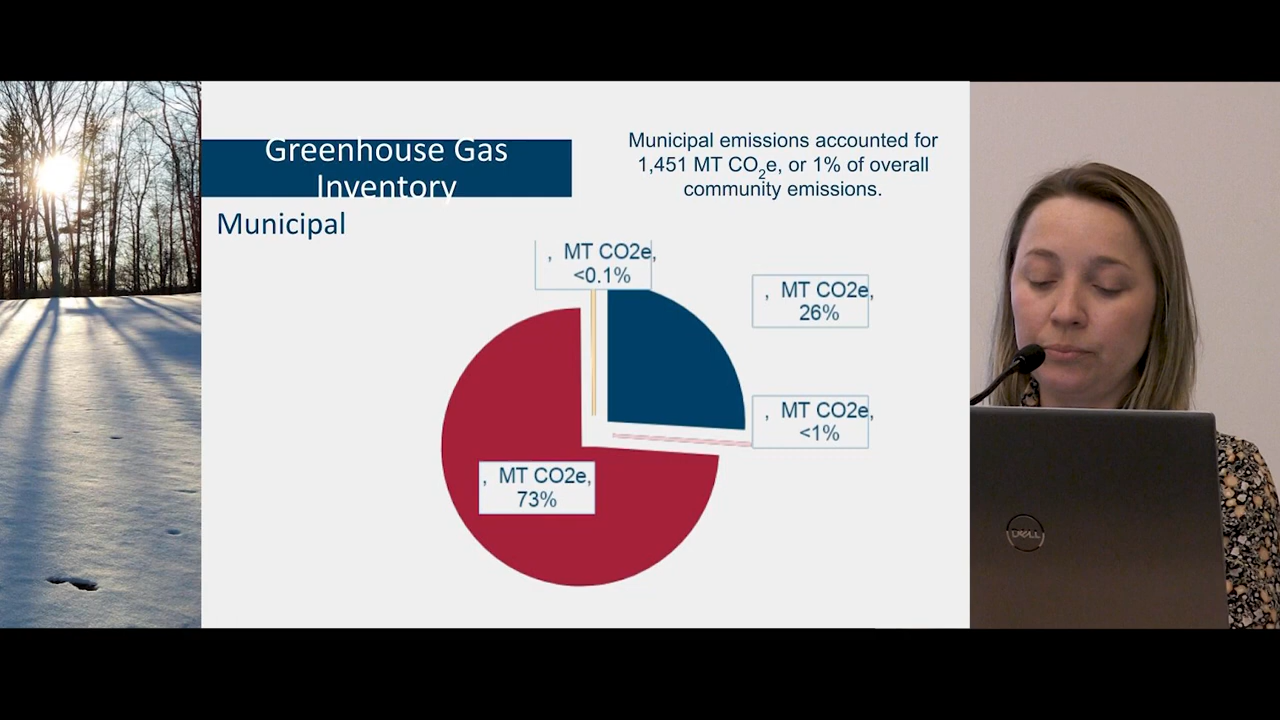 Greenhouse Gas
Inventory
Municipal
Municipal emissions accounted for
1,451 MT CO2e, or 1% of overall
community emissions.
, MT CO2e,
<0.1%
, MT CO2e,
26%
, MT CO2e,
<1%
, MT CO2e,
73%
DELL